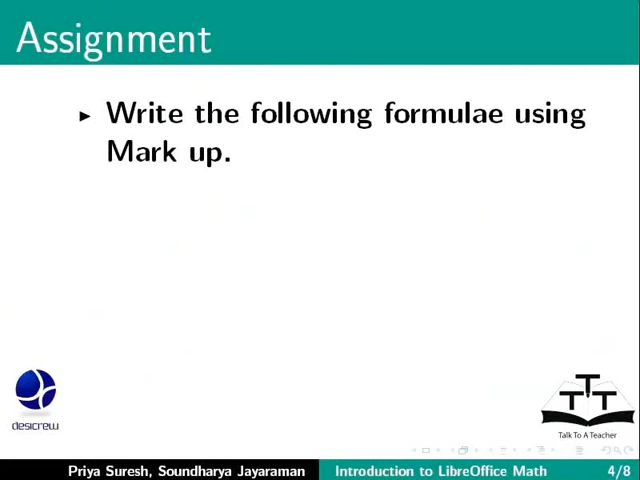 Assignment
Write the following formulae using
Mark up.
desicrew
TTT
Talk To A Teacher
Priya Suresh, Soundharya Jayaraman Introduction to LibreOffice Math 4/8